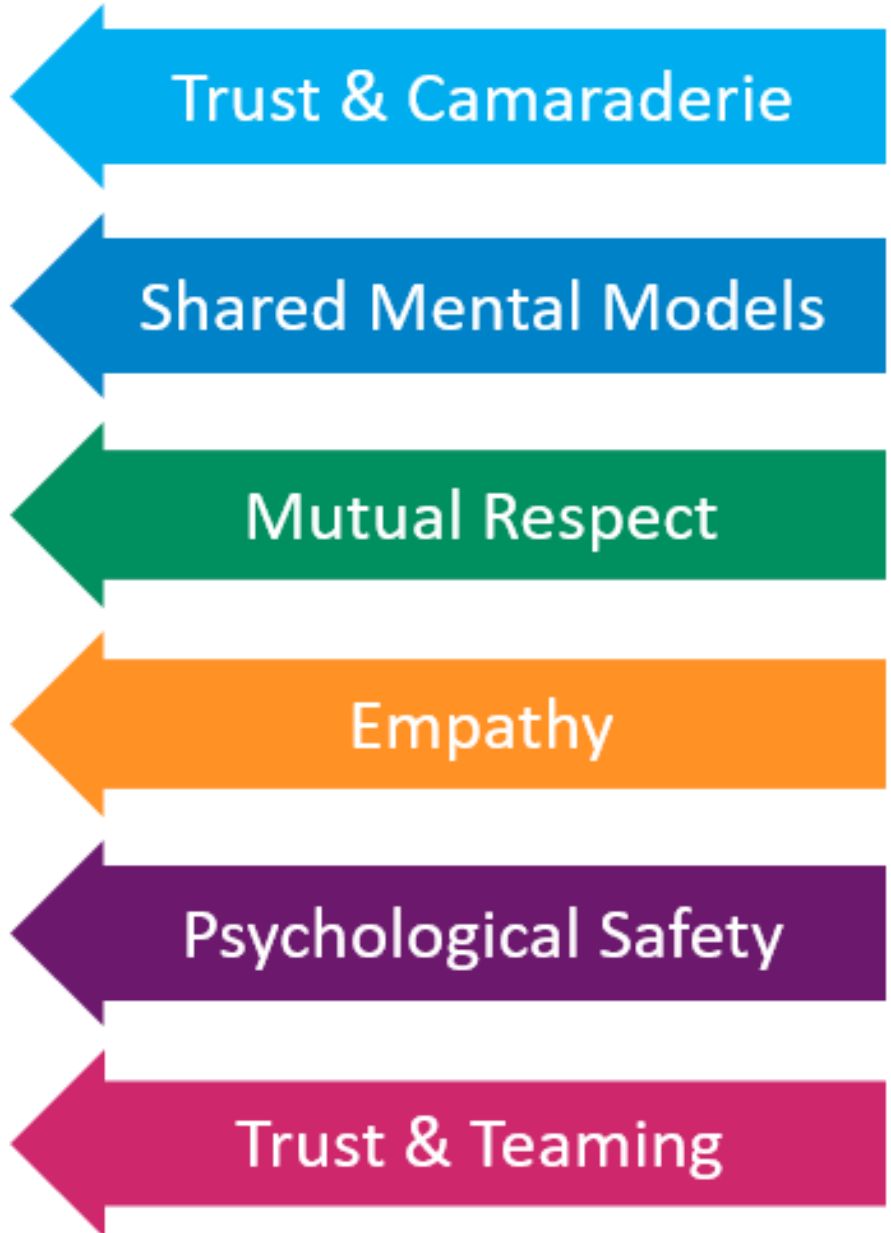 Trust & Camaraderie
Shared Mental Models
Mutual Respect
Empathy
Psychological Safety
Trust & Teaming